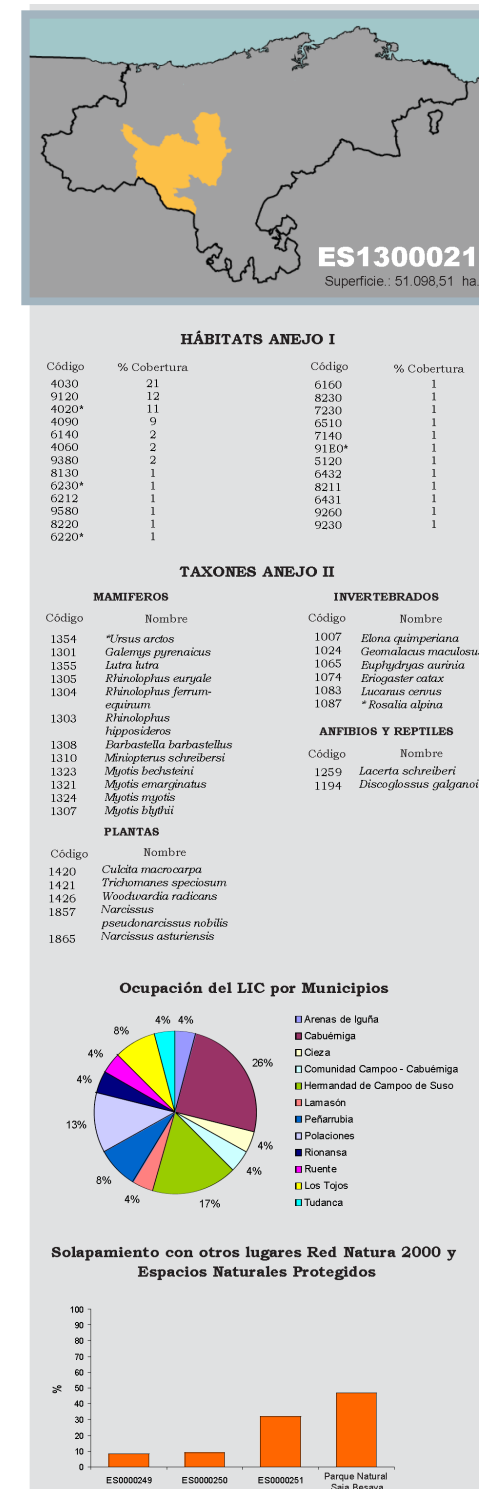 ES1300021
Superficie.: 51.098,51 ha.
HÁBITATS ANEJO I
Código % Cobertura
4030 21
9120 12
4020* 11
4090 9
6140 2
4060 2
9380 2
8130 1
6230* 1
6212 1
9580 1
8220 1
6220* 1
Código % Cobertura
6160 1
8230 1
7230 1
6510 1
7140 1
91E0* 1
5120 1
6432 1
8211 1
6431 1
9260 1
9230 1
TAXONES ANEJO II
MAMIFEROS
Código Nombre
1354 *Ursus arctos
1301 Galemys pyrenaicus
1355 Lutra lutra
1305 Rhinolophus euryale
1304 Rhinolophus ferrum-
equinum
1303 Rhinolophus
hipposideros
1308 Barbastella barbastellus
1310 Miniopterus schreibersi
1323 Myotis bechsteini
1321 Myotis emarginatus
1324 Myotis myotis
1307 Myotis blythii
INVERTEBRADOS
Código Nombre
1007 Elona quimperiana
1024 Geomalacus maculosus
1065 Euphydryas aurinia
1074 Eriogaster catax
1083 Lucanus cervus
1087 * Rosalia alpina
ANFIBIOS Y REPTILES
Código Nombre
1259 Lacerta schreiberi
1194 Discoglossus galganoi
PLANTAS
Código Nombre
1420 Culcita macrocarpa
1421 Trichomanes speciosum
1426 Woodwardia radicans
1857 Narcissus
pseudonarcissus nobilis
1865 Narcissus asturiensis
Ocupación del LIC por Municipios
4% 4%
8%
4%
26%
4%
13%
4%
4%
8%
4%
17%
Arenas de Iguña
Cabuérniga
Cieza
Comunidad Campoo - Cabuérniga
Hermandad de Campoo de Suso
Lamasón
Peñarrubia
Polaciones
Rionansa
Ruente
Los Tojos
Tudanca
Solapamiento con otros lugares Red Natura 2000 y
Espacios Naturales Protegidos
%
100
90
80
70
60
50
40
30
20
10
0
ES0000249 ES0000250 ES0000251 Parque Natural
Saja Besaya